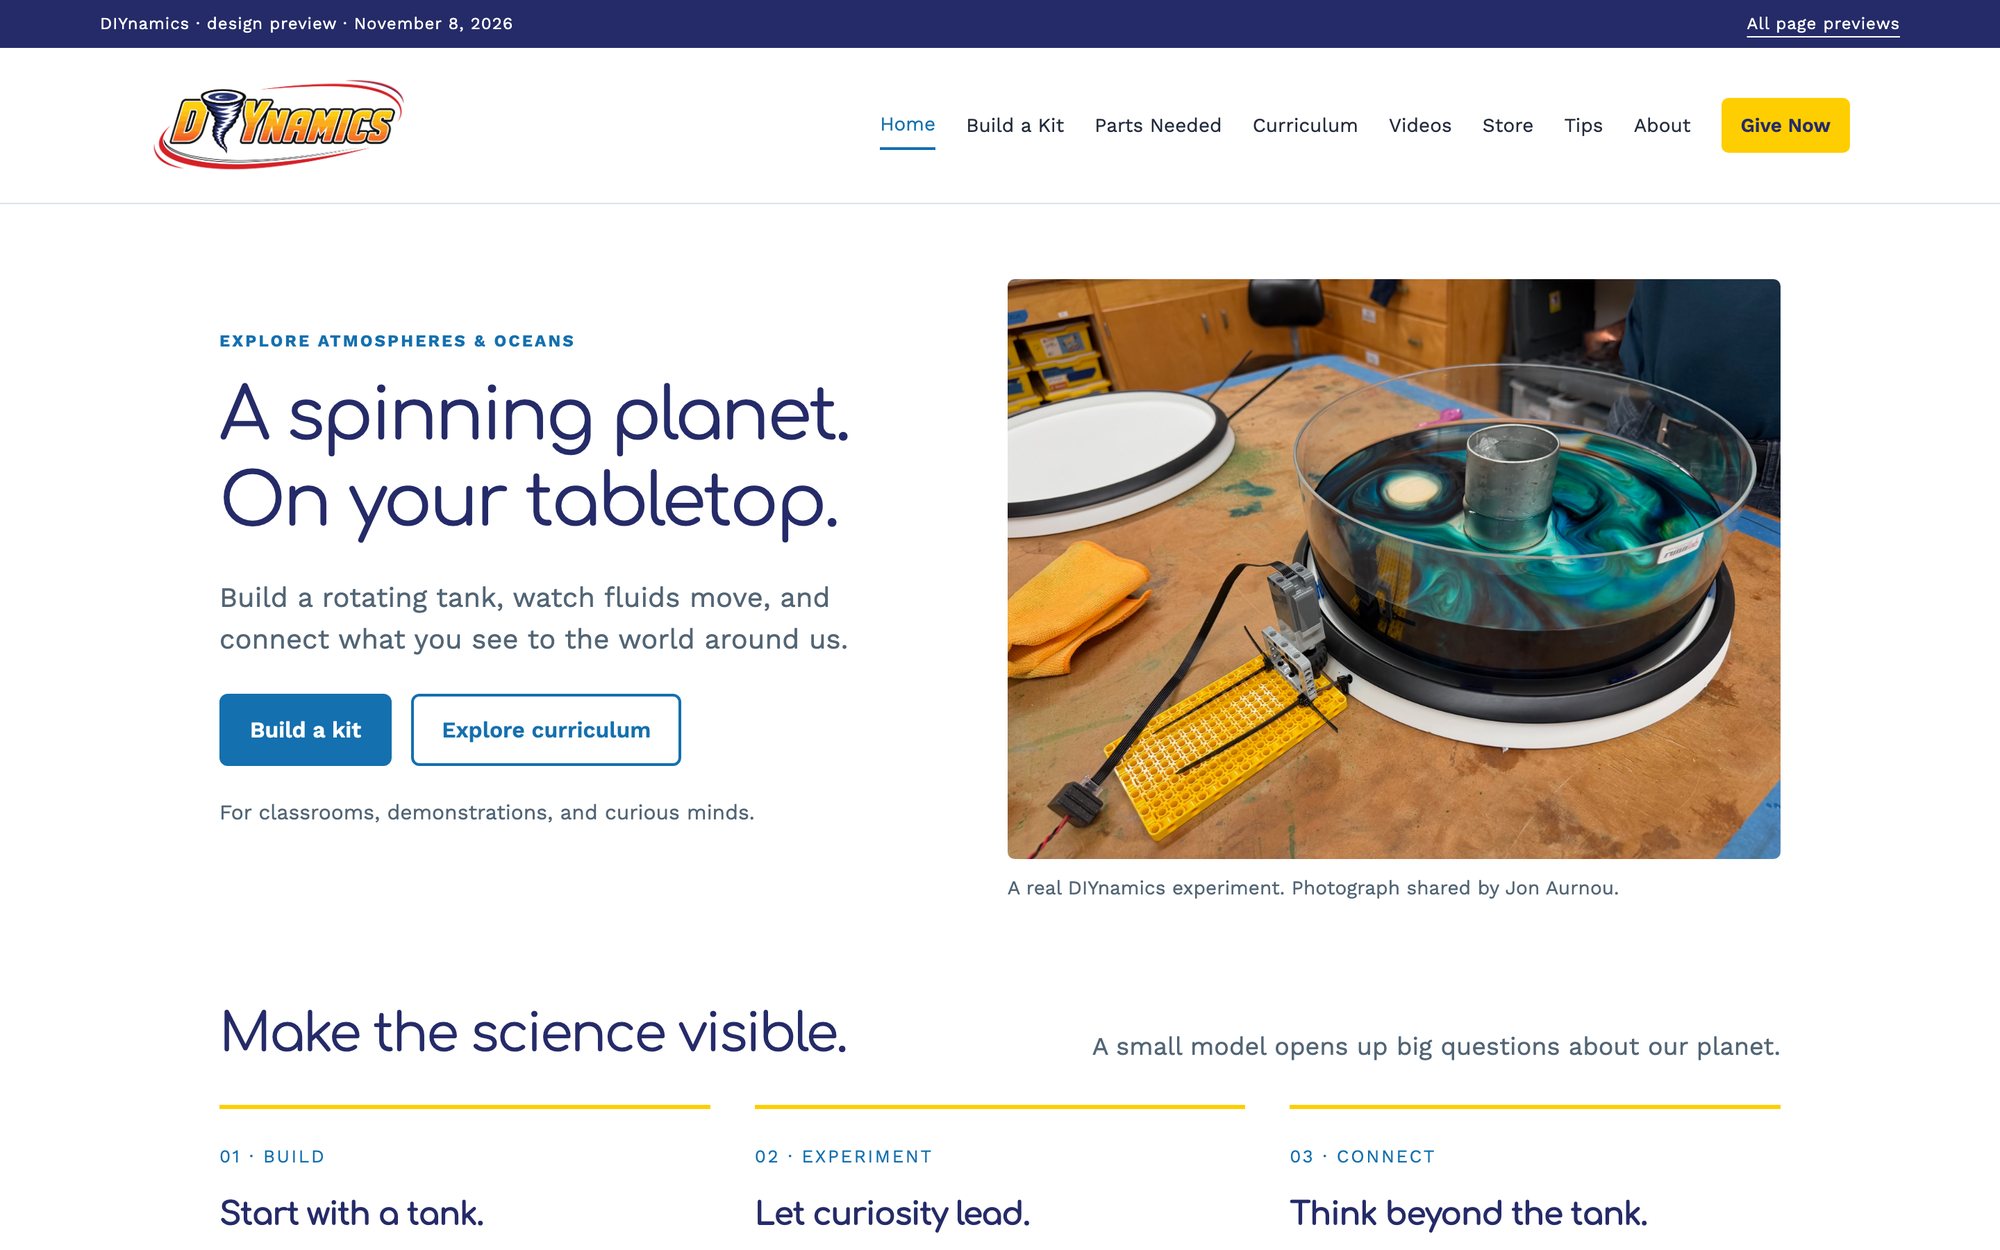 DIYnamics · design preview · November 8, 2026
All page previews
DIYNAMICS
Home
Build a Kit
Parts Needed
Curriculum
Videos
Store
Tips
About
Give Now
EXPLORE ATMOSPHERES & OCEANS
A spinning planet.
On your tabletop.
Build a rotating tank, watch fluids move, and
connect what you see to the world around us.
Build a kit
Explore curriculum
For classrooms, demonstrations, and curious minds.
A real DIYnamics experiment. Photograph shared by Jon Aurnou.
Make the science visible.
A small model opens up big questions about our planet.
01 · BUILD
Start with a tank.
02 · EXPERIMENT
Let curiosity lead.
03 · CONNECT
Think beyond the tank.